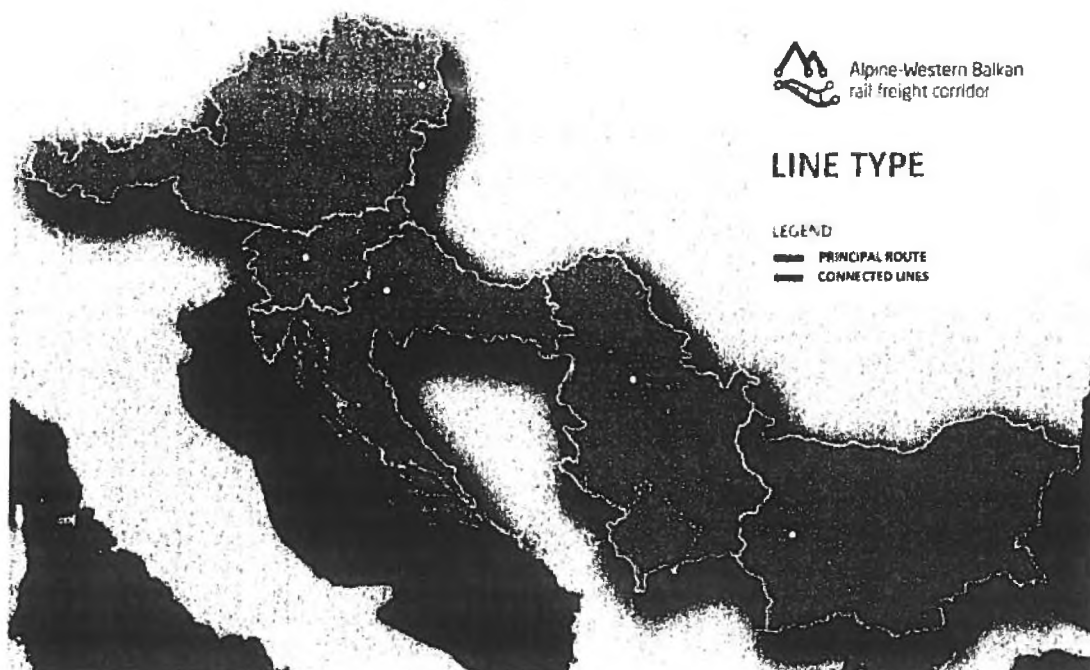 Alpine-Western Balkan
rail freight corridor
LINE TYPE
LEGEND
PRINCIPAL ROUTE
CONNECTED LINES